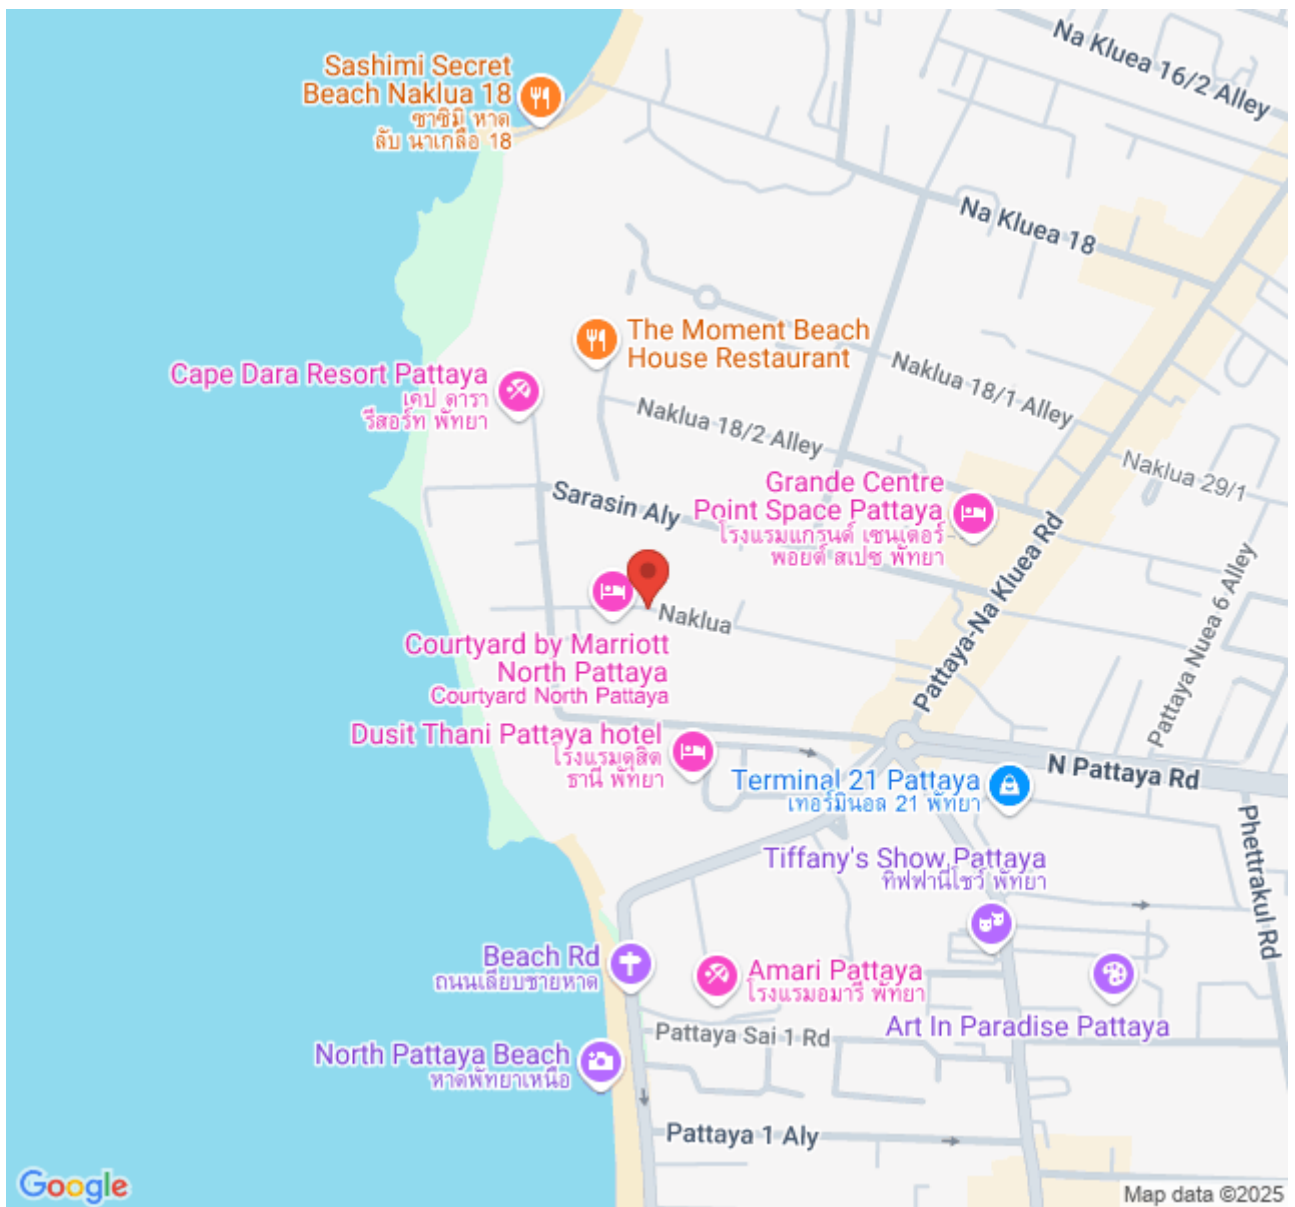 Na Kluea 16/2 Alley
Sashimi Secret
Beach Naklua 18
ซาซิมิ หาด
ลับ นาเกลือ 18
Na Kluea 18
The Moment Beach
House Restaurant
Cape Dara Resort Pattaya
เคป ดารา
รีสอร์ท พัทยา
Naklua 18/1 Alley
Naklua 18/2 Alley
Naklua 29/1
Sarasin Aly
Grande Centre
Point Space Pattaya
โรงแรมแกรนด์ เซนเตอร์
พอยต์ สเปซ พัทยา
Pattaya-Na Kluea Rd
Pattaya Nuea 6 Alley
Naklua
Courtyard by Marriott
North Pattaya
Courtyard North Pattaya
Dusit Thani Pattaya hotel
โรงแรมดุสิต
ธานี พัทยา
N Pattaya Rd
Terminal 21 Pattaya
เทอร์มินอล 21 พัทยา
Phettrakul Rd
Tiffany's Show Pattaya
ทิฟฟานี่โชว์ พัทยา
Beach Rd
ถนนเลียบชายหาด
Amari Pattaya
โรงแรมอมารี พัทยา
Art In Paradise Pattaya
Pattaya Sai 1 Rd
North Pattaya Beach
หาดพัทยาเหนือ
Pattaya 1 Aly
Google
Map data ©2025